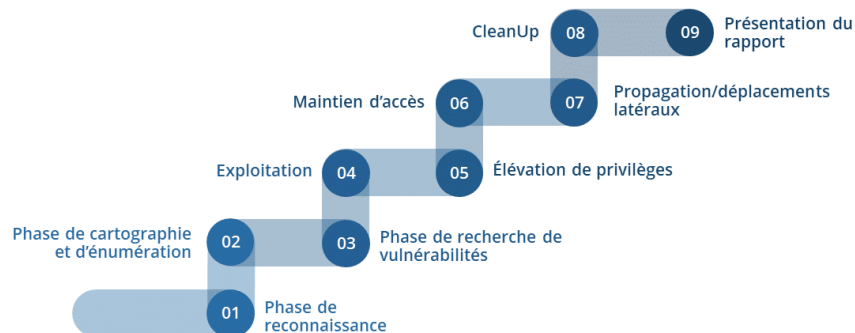 CleanUp
08
09
Présentation du
rapport
Maintien d'accès
06
07
Propagation/déplacements
latéraux
Exploitation
04
05
Élévation de privilèges
Phase de cartographie
et d'énumération
02
03
Phase de recherche de
vulnérabilités
01
Phase de
reconnaissance